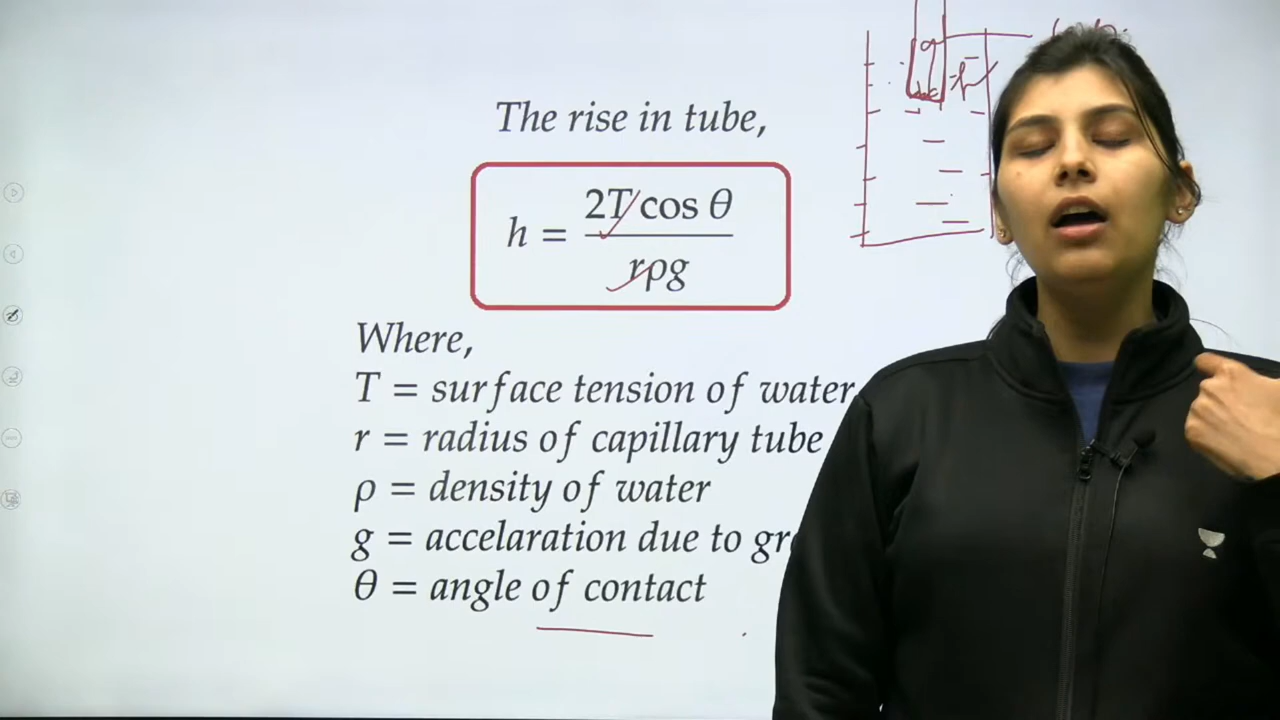 The rise in tube,
h = 2T cos θ / rρg
Where,
T = surface tension of water
r = radius of capillary tube
ρ = density of water
g = accelaration due to
θ = angle of contact
h